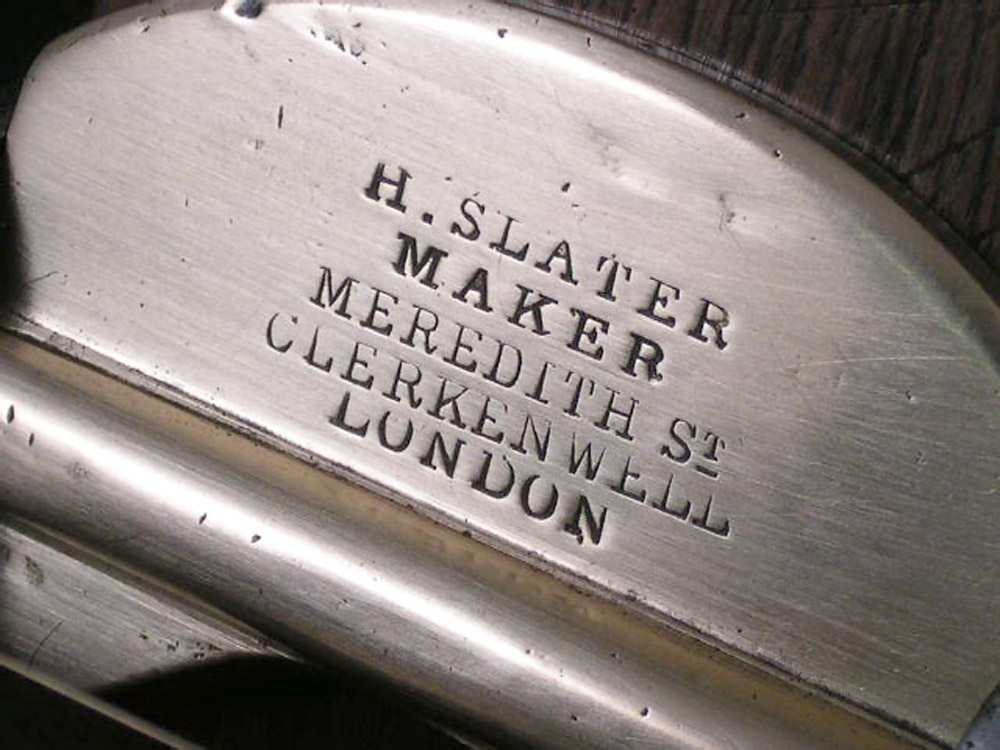 H. SLATER
MAKER
MEREDITH ST
CLERKENWELL
LONDON